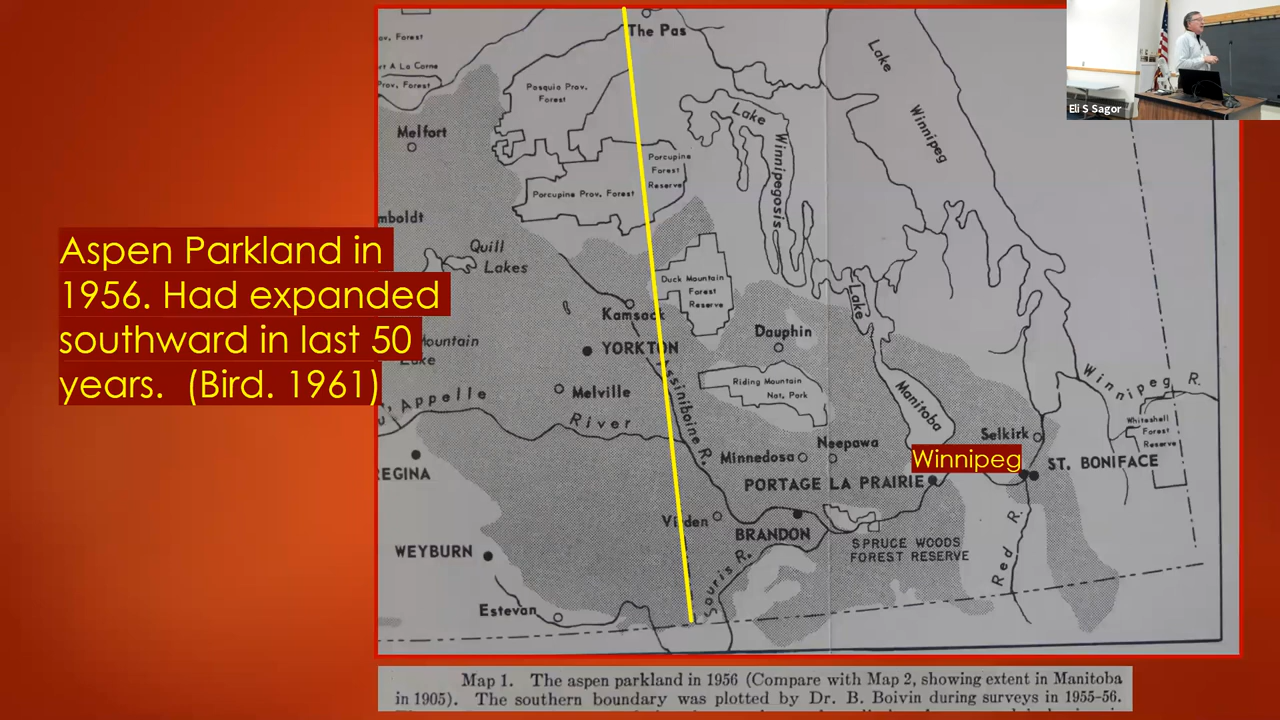 Aspen Parkland in
1956. Had expanded
southward in last 50
years. (Bird. 1961)
Eli S Sagor
The Pas
Prov. Forest
Pasquia Prov.
Forest
Melfort
Lake
Winnipeg
Lake
Winnipegosis
Porcupine
Forest
Reserve
Porcupine Prov. Forest
mboldt
Quill
Lakes
Duck Mountain
Forest
Reserve
Kamsack
Lake
Manitoba
Dauphin
YORKTON
Mountain
Lake
Melville
Riding Mountain
Nat. Park
Assiniboine R.
Qu'Appelle
River
Winnipeg R.
Whiteshell
Forest
Reserve
Neepawa
Minnedosa
Selkirk
Winnipeg
ST. BONIFACE
REGINA
PORTAGE LA PRAIRIE
Virden
BRANDON
SPRUCE WOODS
FOREST RESERVE
WEYBURN
Souris R.
Red R.
Estevan
Map 1. The aspen parkland in 1956 (Compare with Map 2, showing extent in Manitoba
in 1905). The southern boundary was plotted by Dr. B. Boivin during surveys in 1955-56.